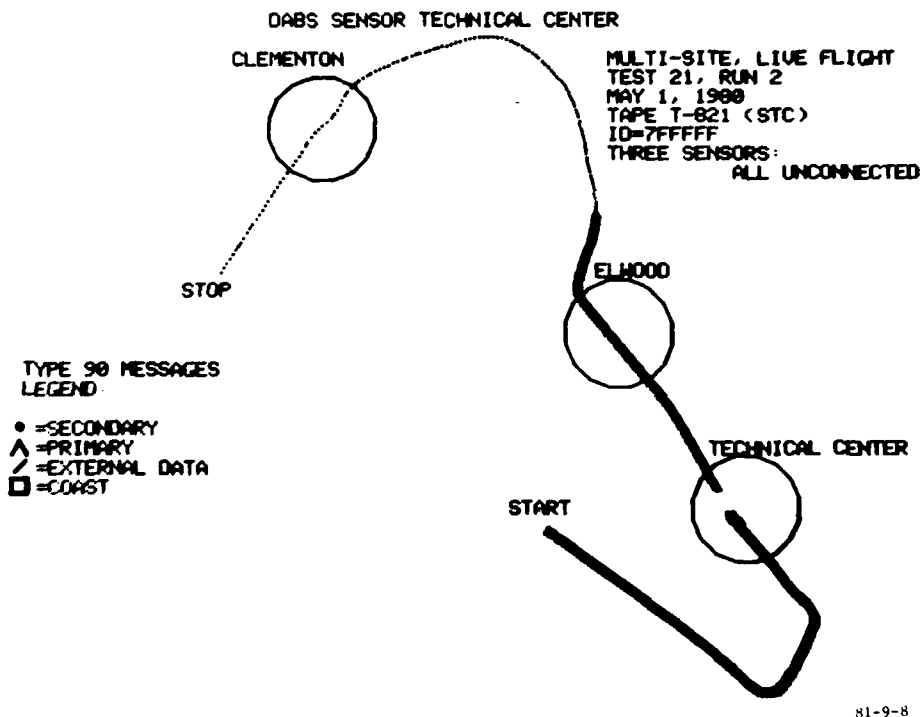 DABS SENSOR TECHNICAL CENTER
CLEMENTON
MULTI-SITE, LIVE FLIGHT
TEST 21, RUN 2
MAY 1, 1980
TAPE T-821 (STC)
ID=7FFFFF
THREE SENSORS:
ALL UNCONNECTED
ELWOOD
STOP
TYPE 90 MESSAGES
LEGEND
=SECONDARY
=PRIMARY
=EXTERNAL DATA
=COAST
TECHNICAL CENTER
START
81-9-8